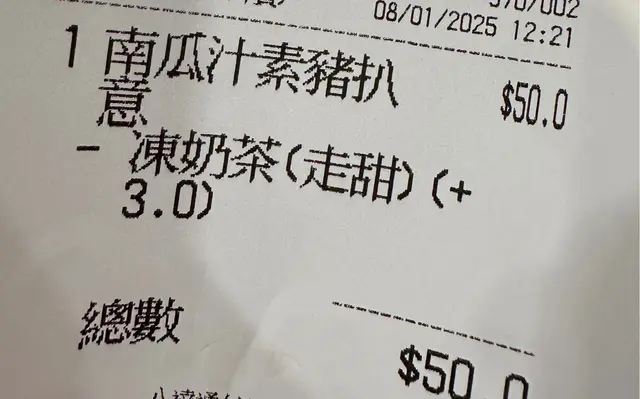 08/01/2025 12:21
1 南瓜汁素豬扒 $50.0
意
- 凍奶茶(走甜)(+
3.0)
總數
$50.0